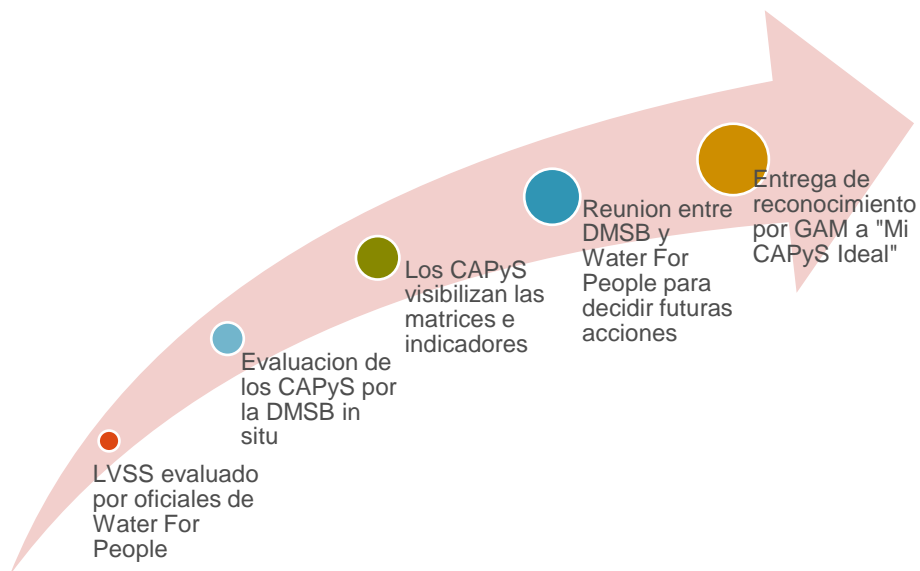 LVSS evaluado
por oficiales de
Water For
People
Evaluacion de
los CAPyS por
la DMSB in
situ
Los CAPyS
visibilizan las
matrices e
indicadores
Reunion entre
DMSB y
Water For
People para
decidir futuras
acciones
Entrega de
reconocimiento
por GAM a "Mi
CAPyS Ideal"